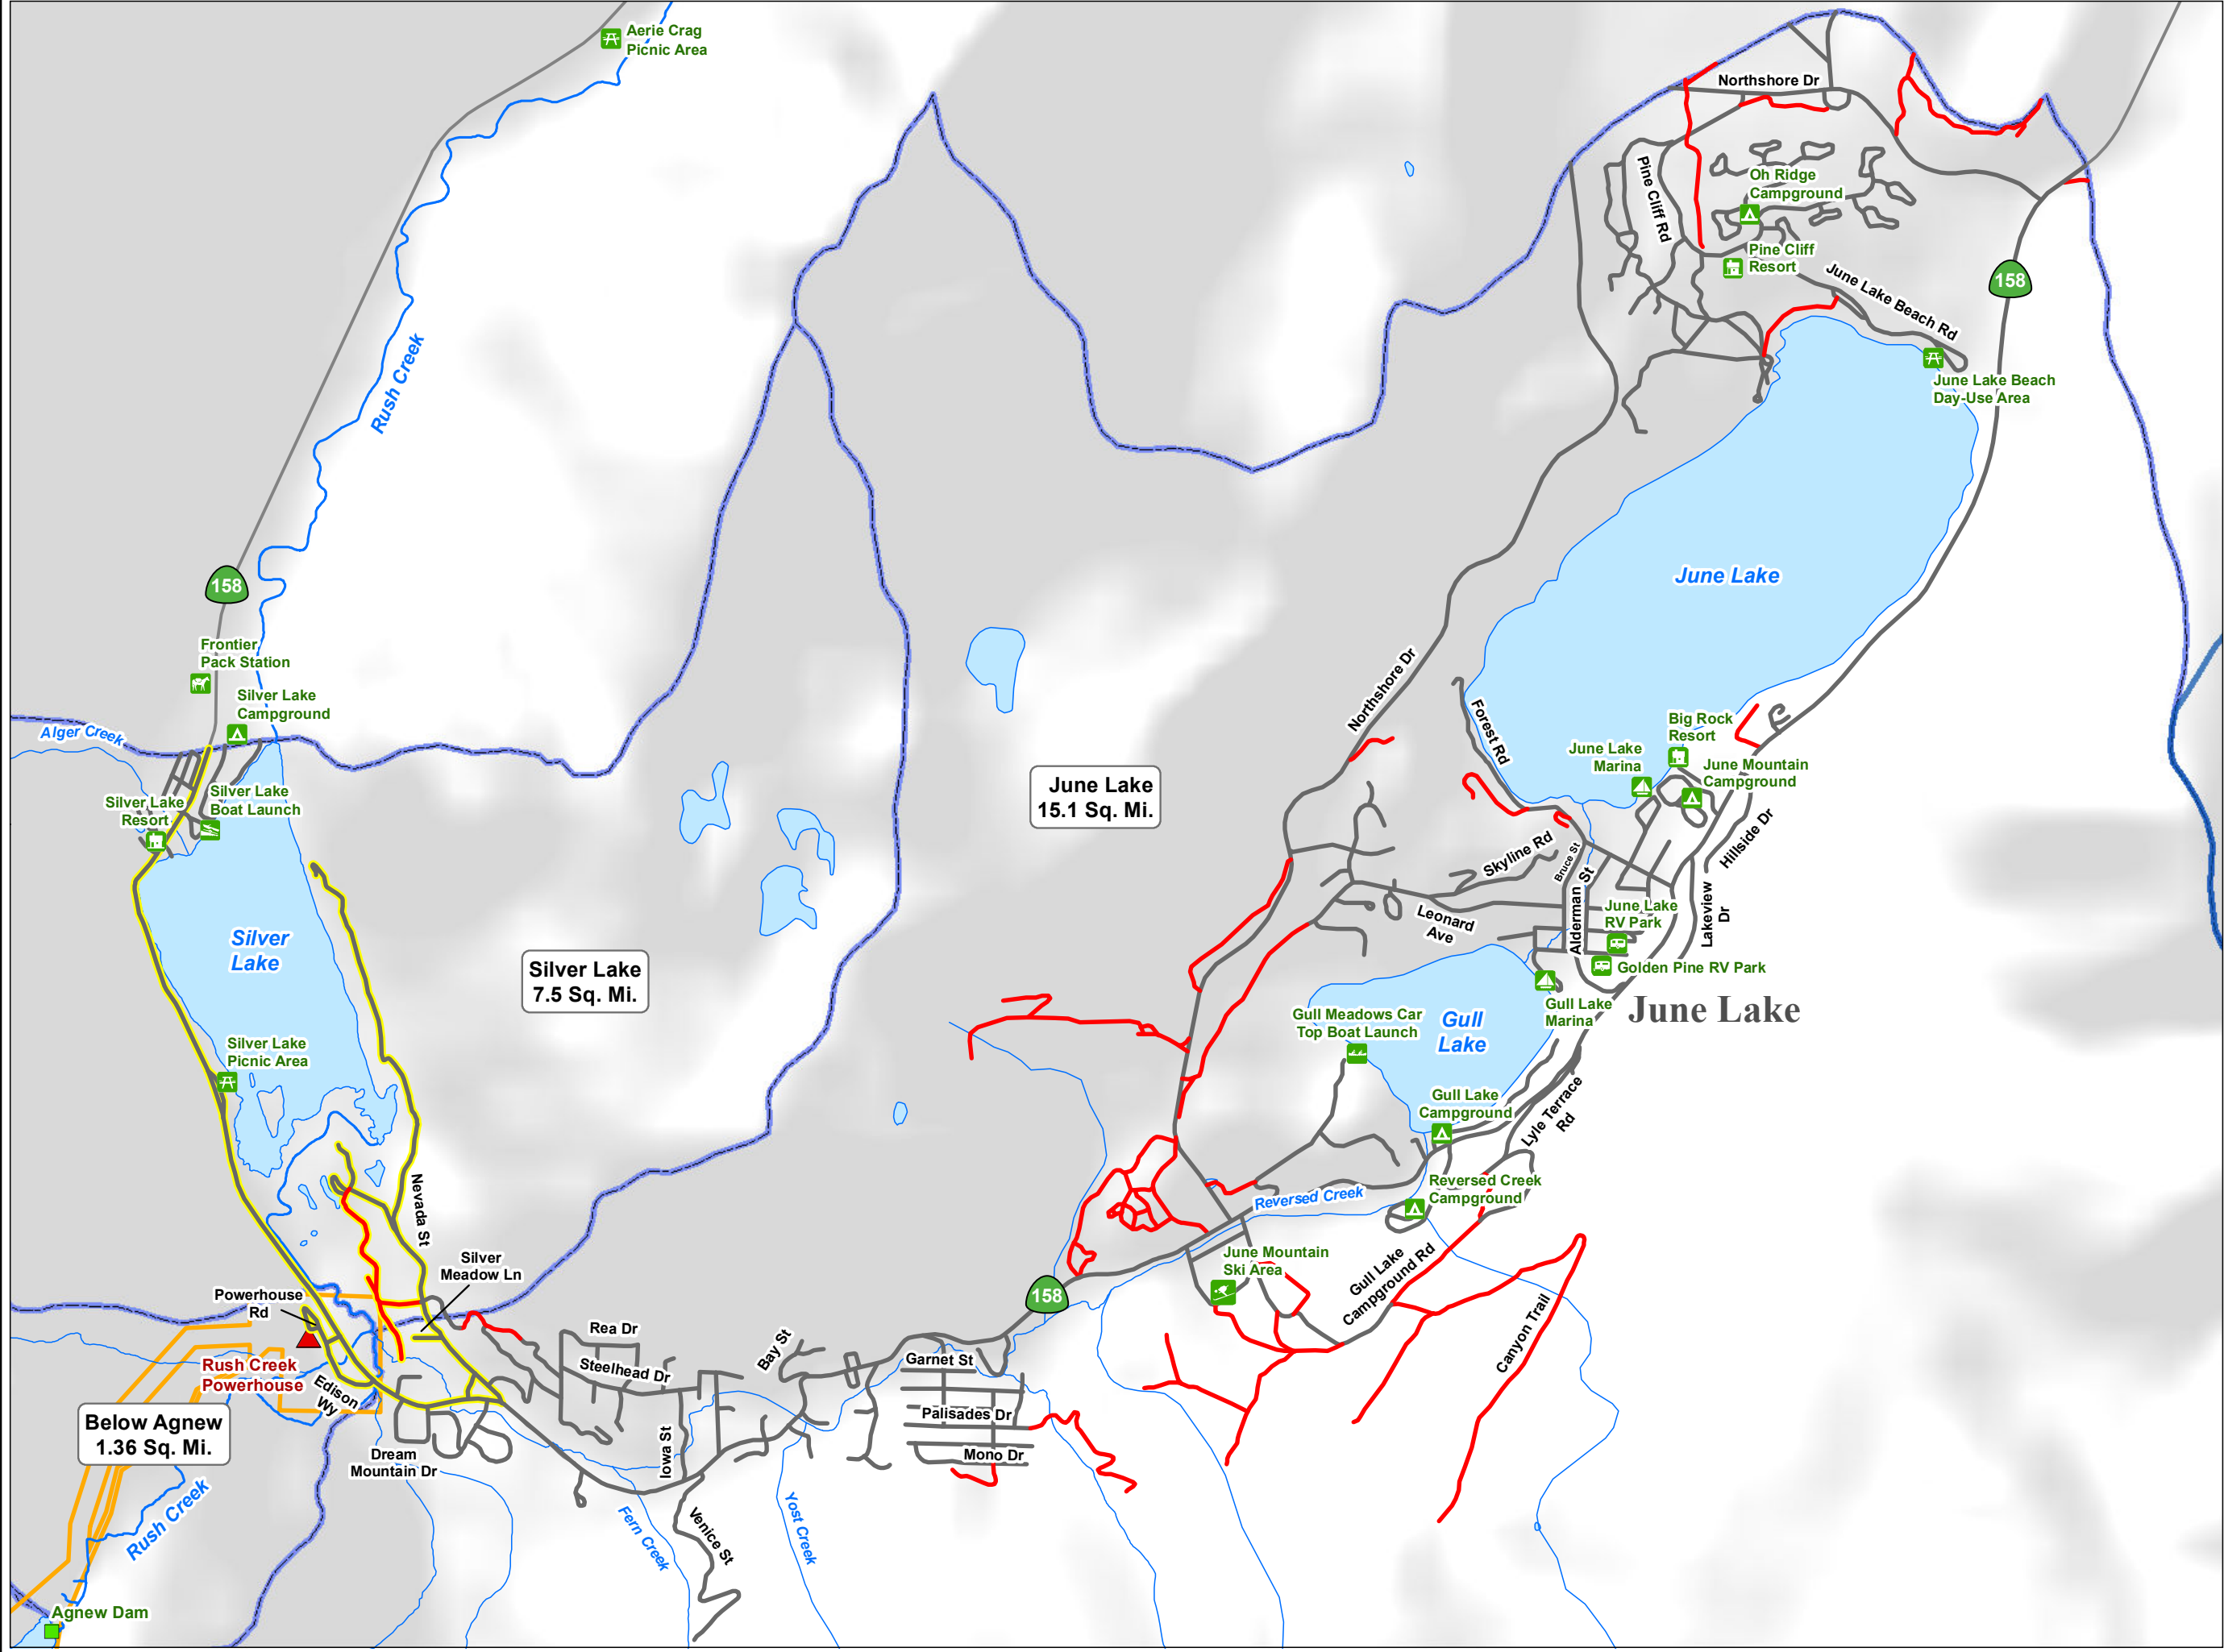 Aerie Crag
Picnic Area
Northshore Dr
Pine Cliff Rd
Oh Ridge
Campground
Pine Cliff
Resort
June Lake Beach Rd
158
June Lake Beach
Day-Use Area
Rush Creek
June Lake
158
Frontier
Pack Station
Silver Lake
Campground
Alger Creek
Silver Lake
Resort
Silver Lake
Boat Launch
Northshore Dr
Forest Rd
Big Rock
Resort
June Lake
Marina
June Mountain
Campground
June Lake
15.1 Sq. Mi.
Hillside Dr
Skyline Rd
Bruce St
Alderman St
Lakeview
Dr
June Lake
RV Park
Leonard
Ave
Golden Pine RV Park
Silver
Lake
Silver Lake
7.5 Sq. Mi.
Gull Lake
Marina
June Lake
Gull Meadows Car
Top Boat Launch
Gull
Lake
Silver Lake
Picnic Area
Gull Lake
Campground
Lyle Terrace
Rd
Nevada St
Reversed Creek
Reversed Creek
Campground
Silver
Meadow Ln
June Mountain
Ski Area
Gull Lake
Campground Rd
Canyon Trail
158
Powerhouse
Rd
Rush Creek
Powerhouse
Edison
Wy
Rea Dr
Steelhead Dr
Bay St
Garnet St
Palisades Dr
Mono Dr
Below Agnew
1.36 Sq. Mi.
Dream
Mountain Dr
Iowa St
Venice St
Fern Creek
Yost Creek
Rush Creek
Agnew Dam